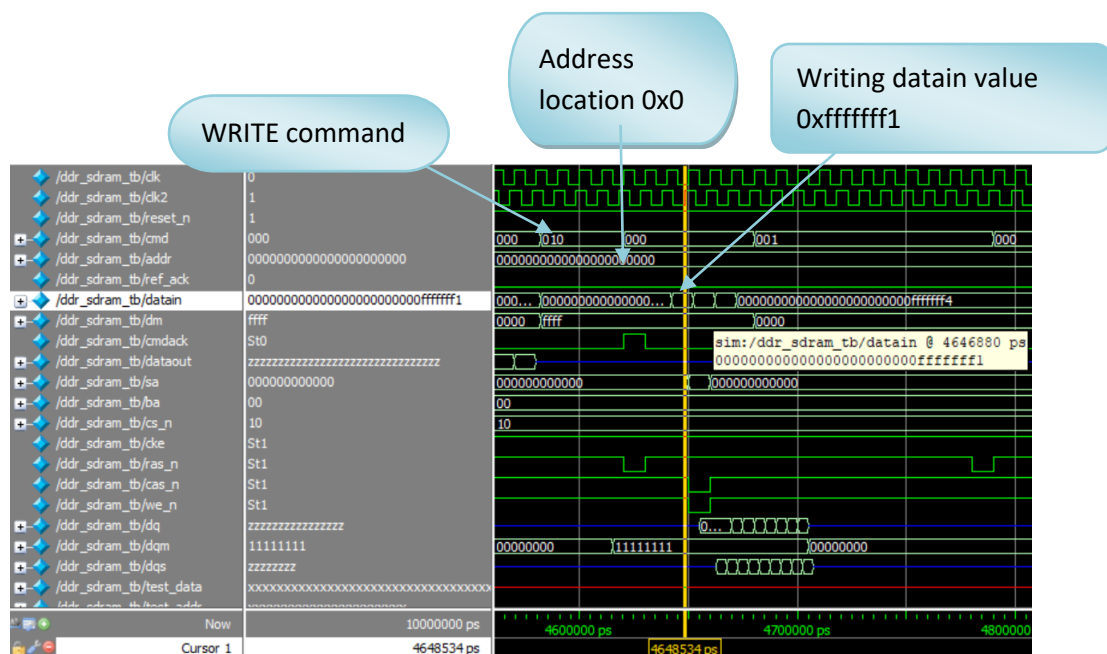 Address
location 0x0
Writing datain value
0xfffffff1
WRITE command
/ddr_sdram_tb/clk 0
/ddr_sdram_tb/clk2 1
/ddr_sdram_tb/reset_n 1
/ddr_sdram_tb/cmd 000 000 010 000 001 000
/ddr_sdram_tb/addr 0000000000000000000000 0000000000000000000000
/ddr_sdram_tb/ref_ack 0
/ddr_sdram_tb/datain 000000000000000000000000fffffff1 000... 000000000000000... 000000000000000000000000fffffff4
/ddr_sdram_tb/dm ffff 0000 ffff 0000
/ddr_sdram_tb/cmdack St0
sim:/ddr_sdram_tb/datain @ 4646880 ps
000000000000000000000000fffffff1
/ddr_sdram_tb/dataout zzzzzzzzzzzzzzzzzzzzzzzzzzzzzzzz
/ddr_sdram_tb/sa 000000000000 000000000000 000000000000
/ddr_sdram_tb/ba 00 00
/ddr_sdram_tb/cs_n 10 10
/ddr_sdram_tb/cke St1
/ddr_sdram_tb/ras_n St1
/ddr_sdram_tb/cas_n St1
/ddr_sdram_tb/we_n St1
/ddr_sdram_tb/dq zzzzzzzzzzzzzzzz 0...
/ddr_sdram_tb/dqm 11111111 00000000 11111111 00000000
/ddr_sdram_tb/dqs zzzzzzzz
/ddr_sdram_tb/test_data xxxxxxxxxxxxxxxxxxxxxxxxxxxxxxxx
Now 10000000 ps 4600000 ps 4700000 ps 4800000
Cursor 1 4648534 ps 4648534 ps